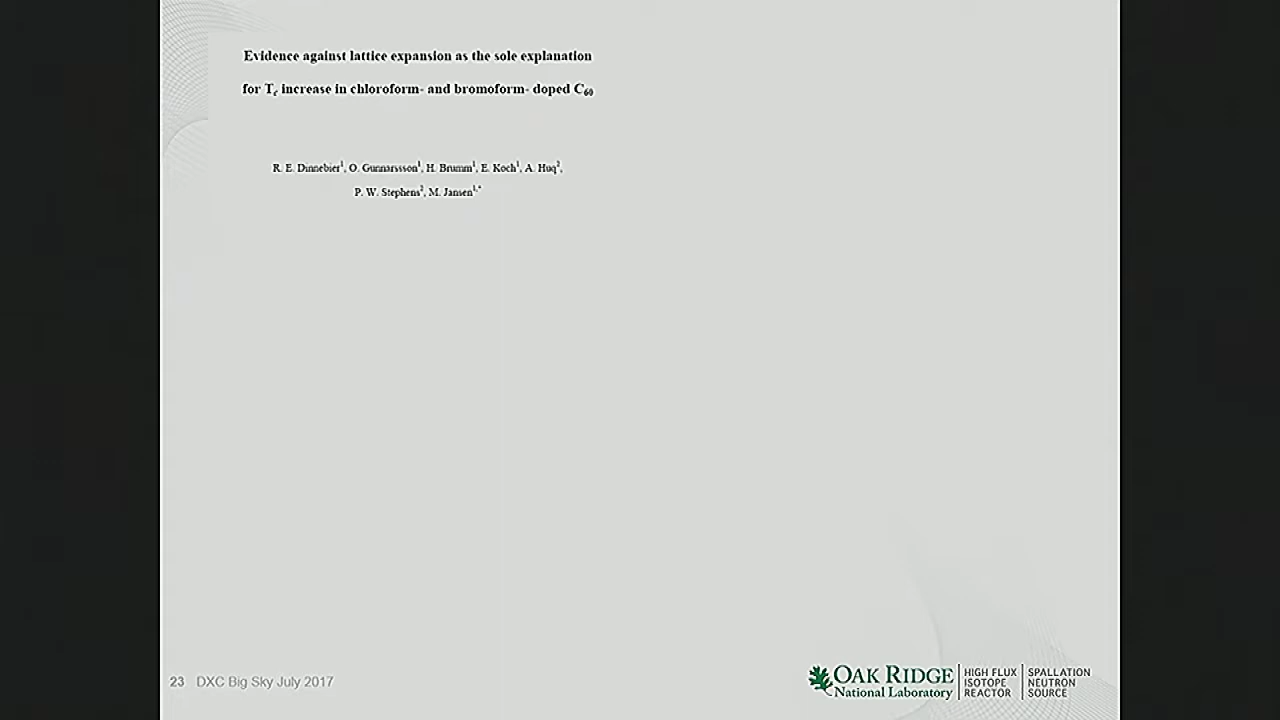 Evidence against lattice expansion as the sole explanation
for Tc increase in chloroform- and bromoform- doped C60
R. E. Dinnebier1, O. Gunnarsson1, H. Brumm1, E. Koch1, A. Huq2,
P. W. Stephens2, M. Jansen1,*
23 DXC Big Sky July 2017
OAK RIDGE
National Laboratory
HIGH FLUX
ISOTOPE
REACTOR
SPALLATION
NEUTRON
SOURCE